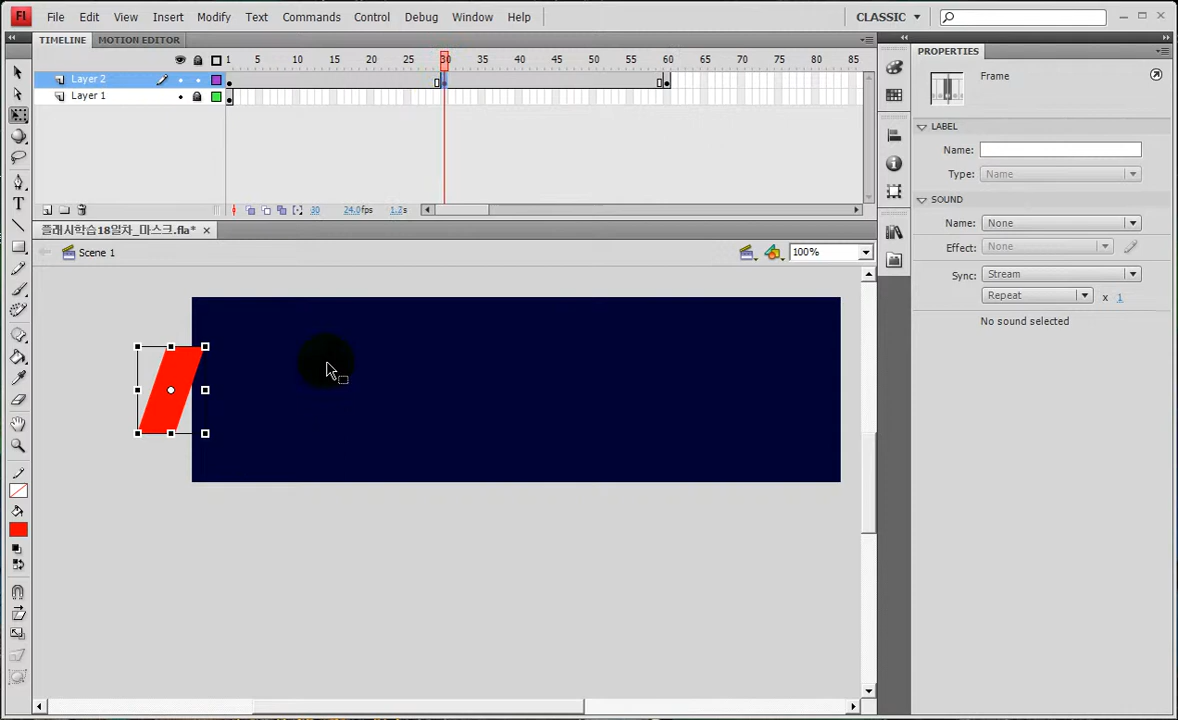 Fl File Edit View Insert Modify Text Commands Control Debug Window Help CLASSIC
TIMELINE MOTION EDITOR
PROPERTIES
1 5 10 15 20 25 30 35 40 45 50 55 60 65 70 75 80 85
Layer 2
Layer 1
Frame
LABEL
Name:
Type: Name
SOUND
Name: None
Effect: None
Sync: Stream
Repeat x 1
No sound selected
30 24.0fps 1.2s
플래시학습18일차_마스크.fla*
Scene 1 100%